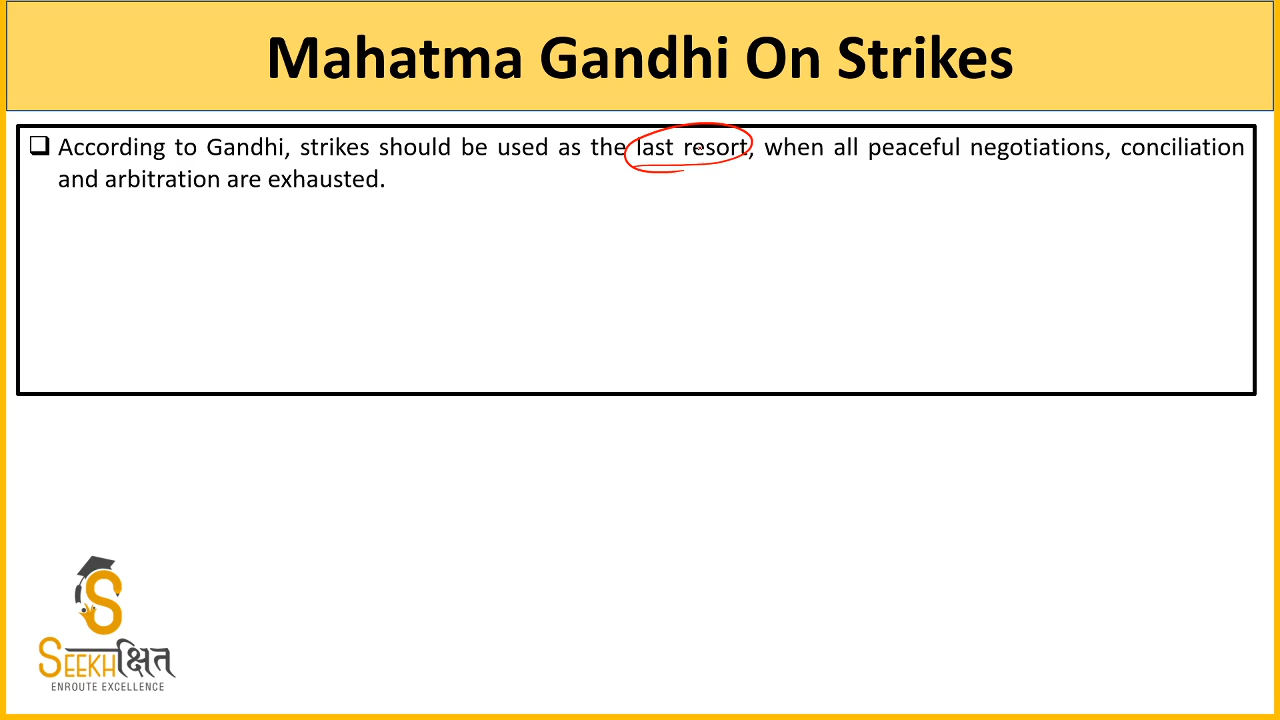 Mahatma Gandhi On Strikes
According to Gandhi, strikes should be used as the last resort, when all peaceful negotiations, conciliation
and arbitration are exhausted.
S
SEEKHक्षित
ENROUTE EXCELLENCE